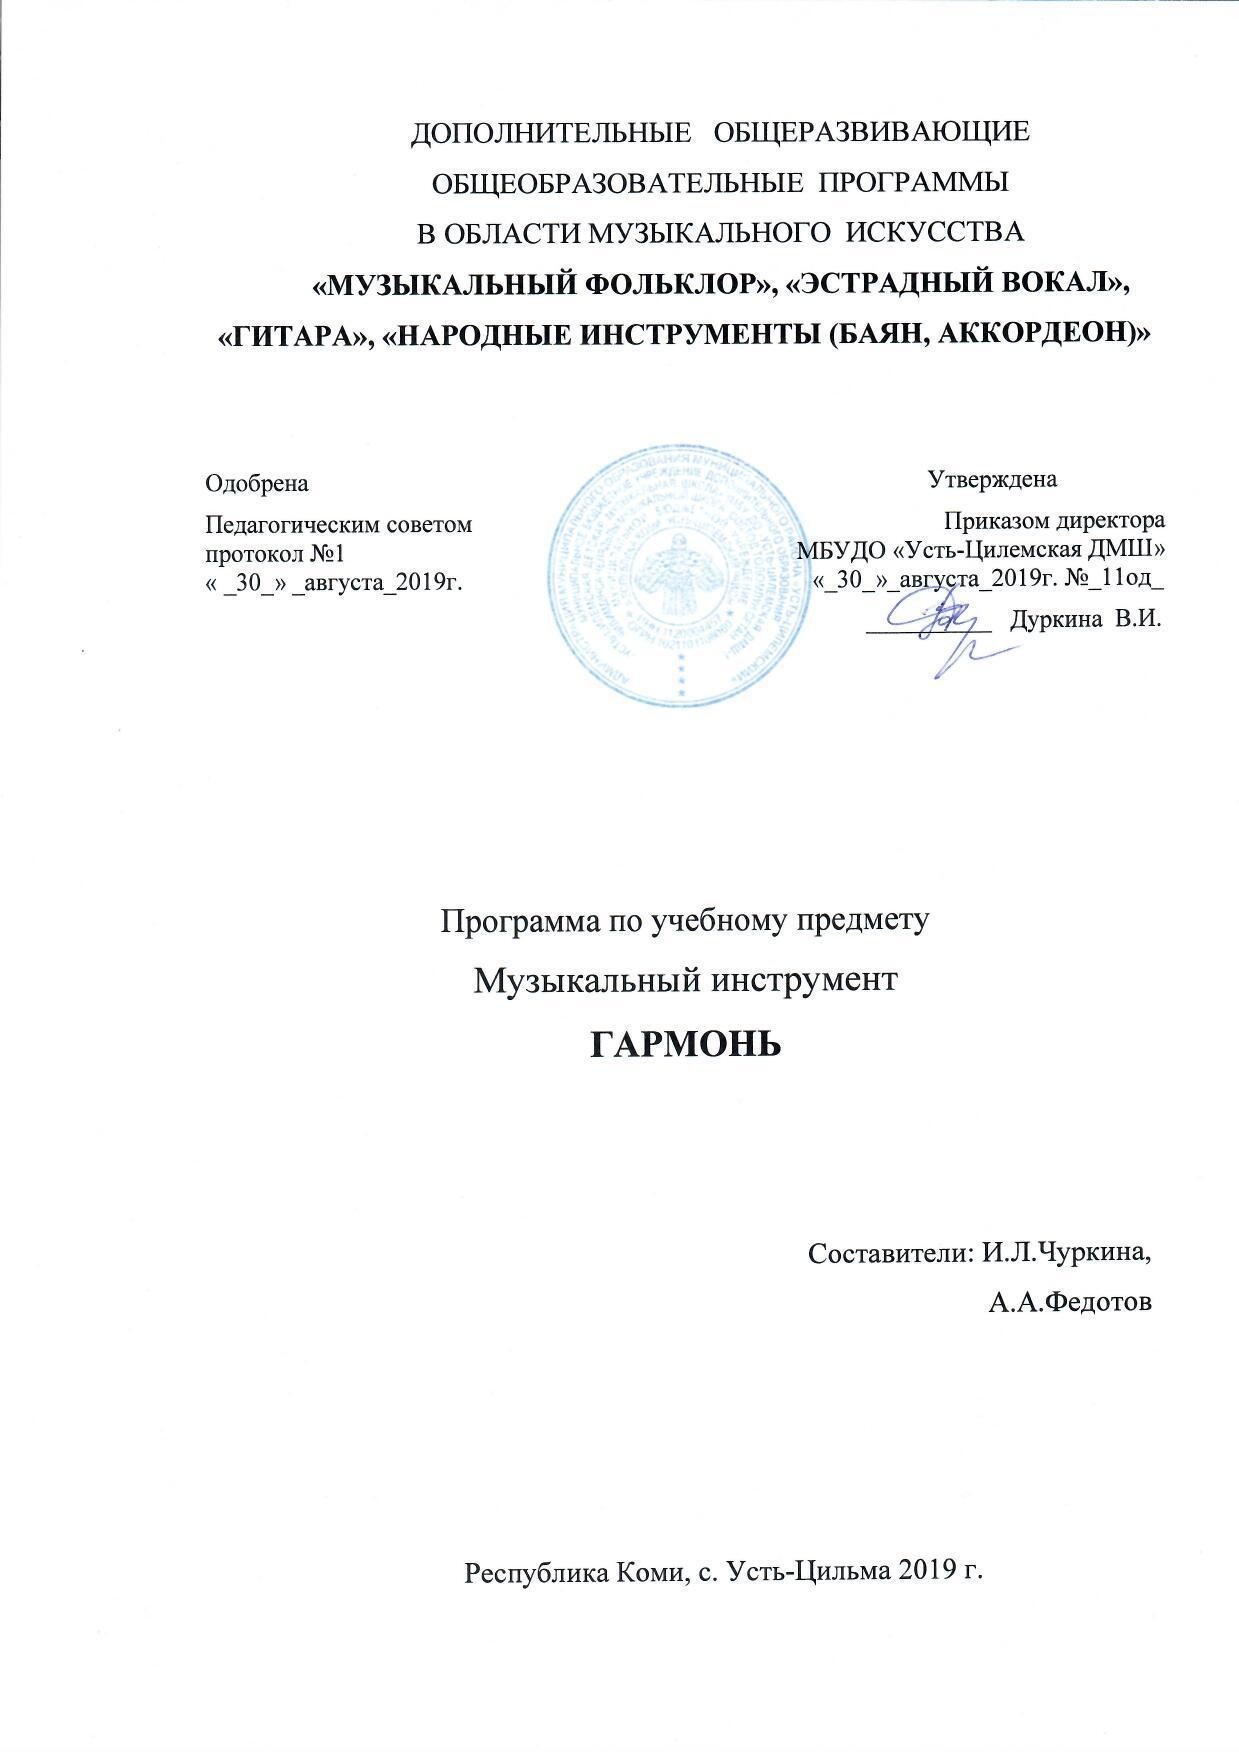 ДОПОЛНИТЕЛЬНЫЕ ОБЩЕРАЗВИВАЮЩИЕ
ОБЩЕОБРАЗОВАТЕЛЬНЫЕ ПРОГРАММЫ
В ОБЛАСТИ МУЗЫКАЛЬНОГО ИСКУССТВА
«МУЗЫКАЛЬНЫЙ ФОЛЬКЛОР», «ЭСТРАДНЫЙ ВОКАЛ»,
«ГИТАРА», «НАРОДНЫЕ ИНСТРУМЕНТЫ (БАЯН, АККОРДЕОН)»
Одобрена
Педагогическим советом
протокол №1
« _30_» _августа_2019г.
Утверждена
Приказом директора
МБУДО «Усть-Цилемская ДМШ»
«_30_»_августа_2019г. №_11од_
__________ Дуркина В.И.
Программа по учебному предмету
Музыкальный инструмент
ГАРМОНЬ
Составители: И.Л.Чуркина,
А.А.Федотов
Республика Коми, с. Усть-Цильма 2019 г.